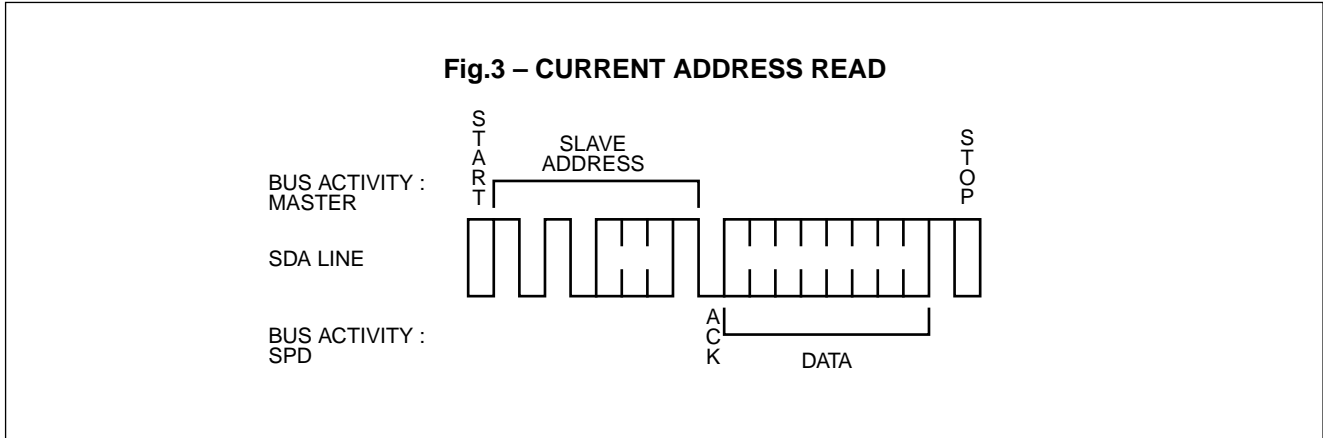 Fig.3 – CURRENT ADDRESS READ
START
SLAVE
ADDRESS
STOP
BUS ACTIVITY :
MASTER
SDA LINE
BUS ACTIVITY :
SPD
ACK
DATA